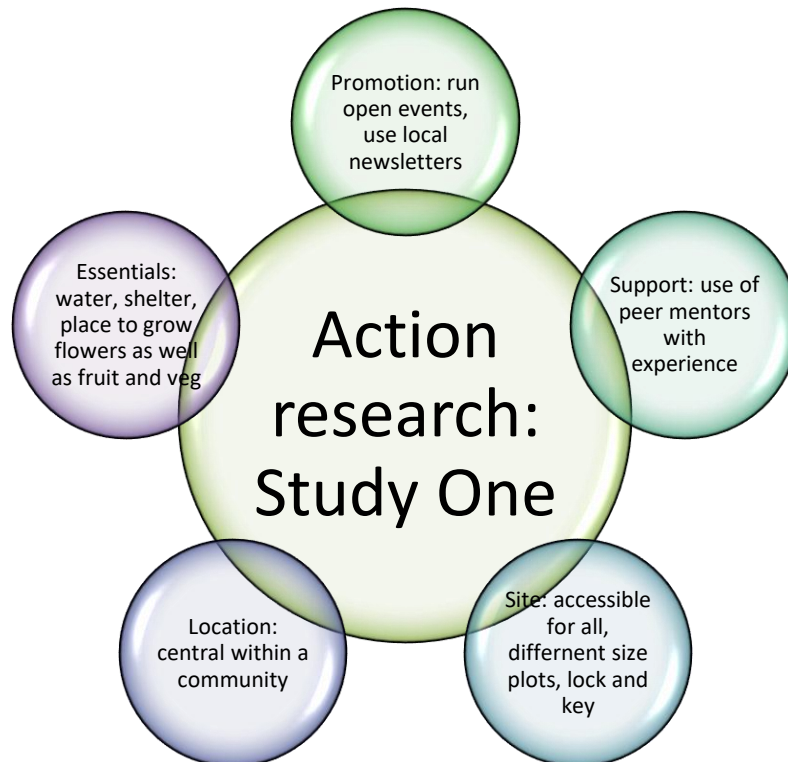 Promotion: run
open events,
use local
newsletters
Essentials:
water, shelter,
place to grow
flowers as well
as fruit and veg
Support: use of
peer mentors
with
experience
Action
research:
Study One
Location:
central within a
community
Site: accessible
for all,
differnent size
plots, lock and
key